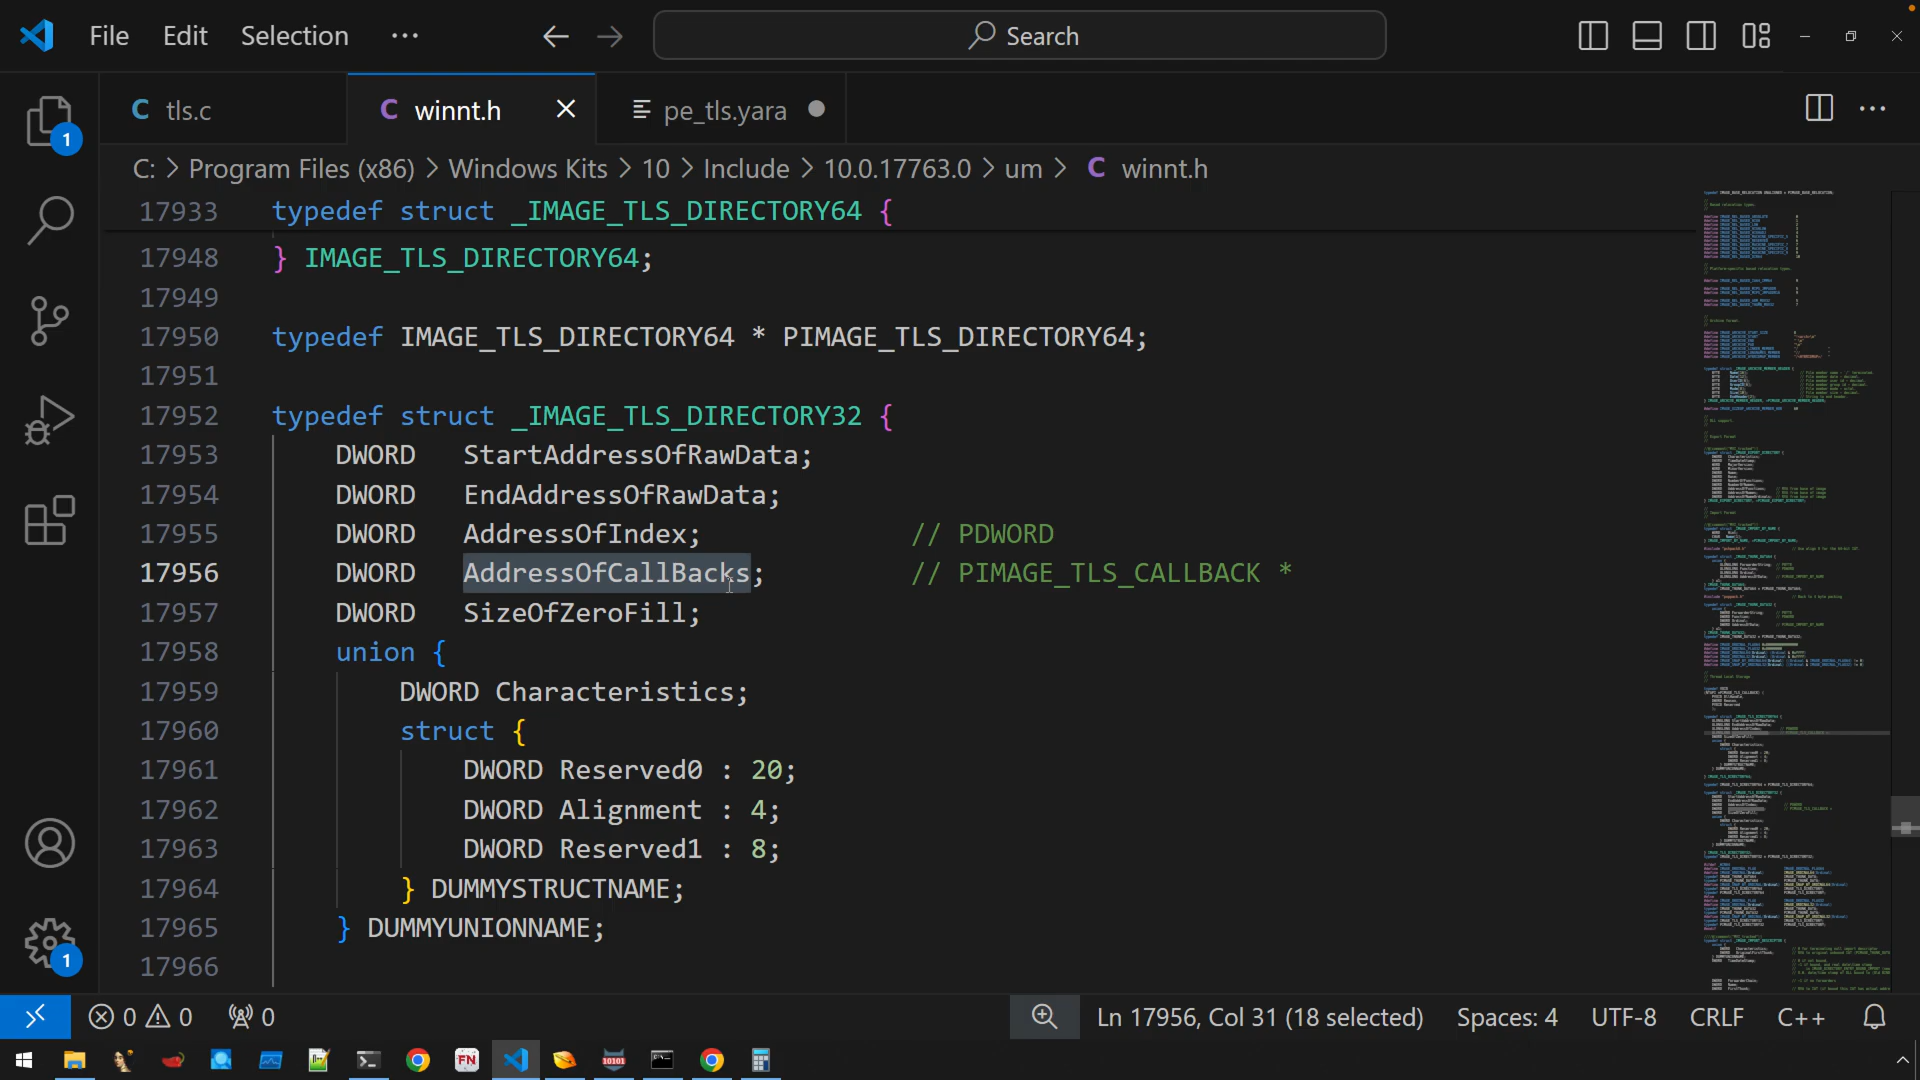 File Edit Selection ··· Search
C tls.c C winnt.h pe_tls.yara
C: > Program Files (x86) > Windows Kits > 10 > Include > 10.0.17763.0 > um > C winnt.h
17933 typedef struct _IMAGE_TLS_DIRECTORY64 {
17948 } IMAGE_TLS_DIRECTORY64;
17949
17950 typedef IMAGE_TLS_DIRECTORY64 * PIMAGE_TLS_DIRECTORY64;
17951
17952 typedef struct _IMAGE_TLS_DIRECTORY32 {
17953 DWORD StartAddressOfRawData;
17954 DWORD EndAddressOfRawData;
17955 DWORD AddressOfIndex; // PDWORD
17956 DWORD AddressOfCallBacks; // PIMAGE_TLS_CALLBACK *
17957 DWORD SizeOfZeroFill;
17958 union {
17959 DWORD Characteristics;
17960 struct {
17961 DWORD Reserved0 : 20;
17962 DWORD Alignment : 4;
17963 DWORD Reserved1 : 8;
17964 } DUMMYSTRUCTNAME;
17965 } DUMMYUNIONNAME;
17966
1
1
0 0 0 Ln 17956, Col 31 (18 selected) Spaces: 4 UTF-8 CRLF C++
FN 10101